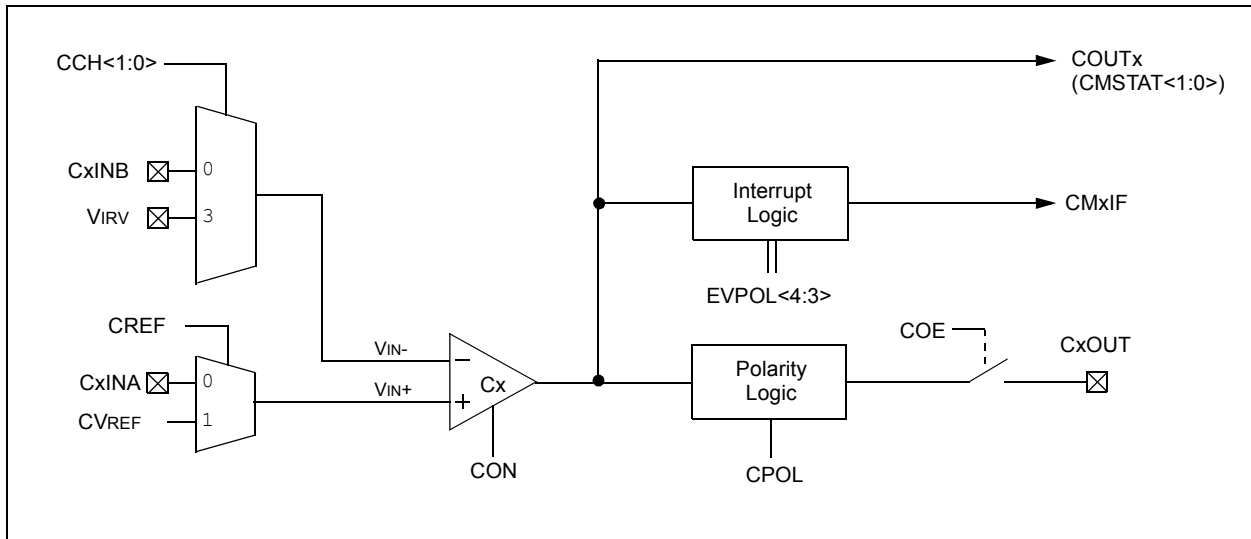 CCH<1:0>
COUTx
(CMSTAT<1:0>)
CxINB
0
VIRV
3
Interrupt
Logic
CMxIF
EVPOL<4:3>
CREF
COE
CxOUT
CxINA
0
CVREF
1
VIN-
VIN+
−
+
Cx
Polarity
Logic
CON
CPOL